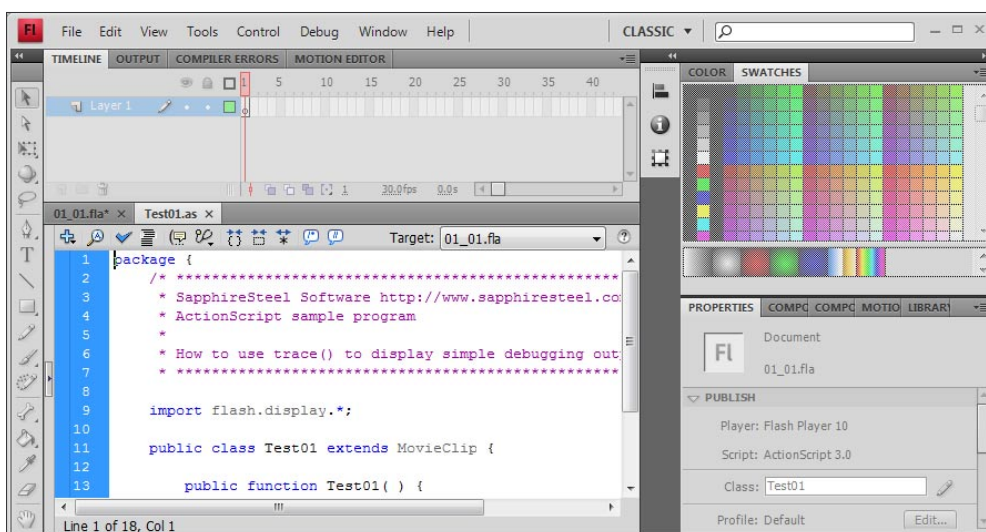 Fl File Edit View Tools Control Debug Window Help CLASSIC
TIMELINE OUTPUT COMPILER ERRORS MOTION EDITOR
1 5 10 15 20 25 30 35 40
Layer 1
1 30.0fps 0.0s
01_01.fla* × Test01.as ×
Target: 01_01.fla
1 package {
2 /* **************************************************
3 * SapphireSteel Software http://www.sapphiresteel.co
4 * ActionScript sample program
5 *
6 * How to use trace() to display simple debugging out
7 * **************************************************
8
9 import flash.display.*;
10
11 public class Test01 extends MovieClip {
12
13 public function Test01( ) {
Line 1 of 18, Col 1
COLOR SWATCHES
PROPERTIES COMPO COMPO MOTIO LIBRARY
Fl
Document
01_01.fla
PUBLISH
Player: Flash Player 10
Script: ActionScript 3.0
Class: Test01
Profile: Default Edit...